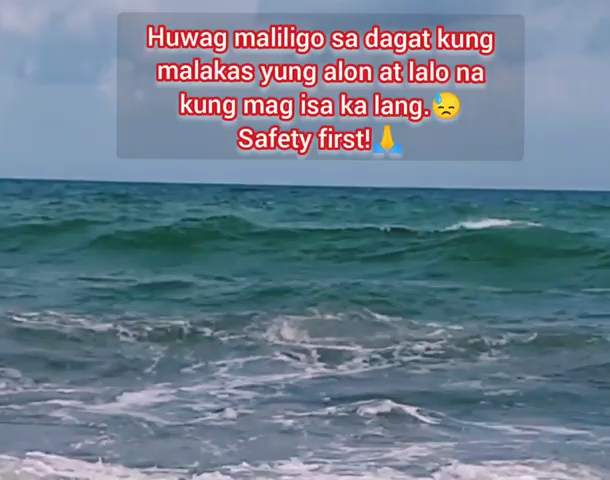 Huwag maliligo sa dagat kung
malakas yung alon at lalo na
kung mag isa ka lang.😓
Safety first!🙏